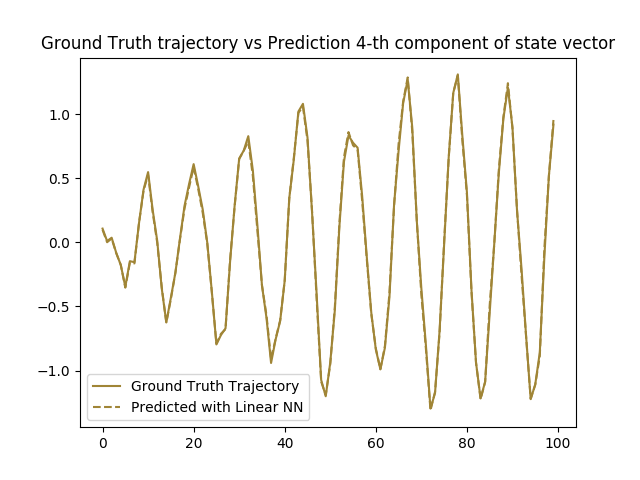 Ground Truth trajectory vs Prediction 4-th component of state vector
1.0
0.5
0.0
−0.5
−1.0
Ground Truth Trajectory
Predicted with Linear NN
0 20 40 60 80 100